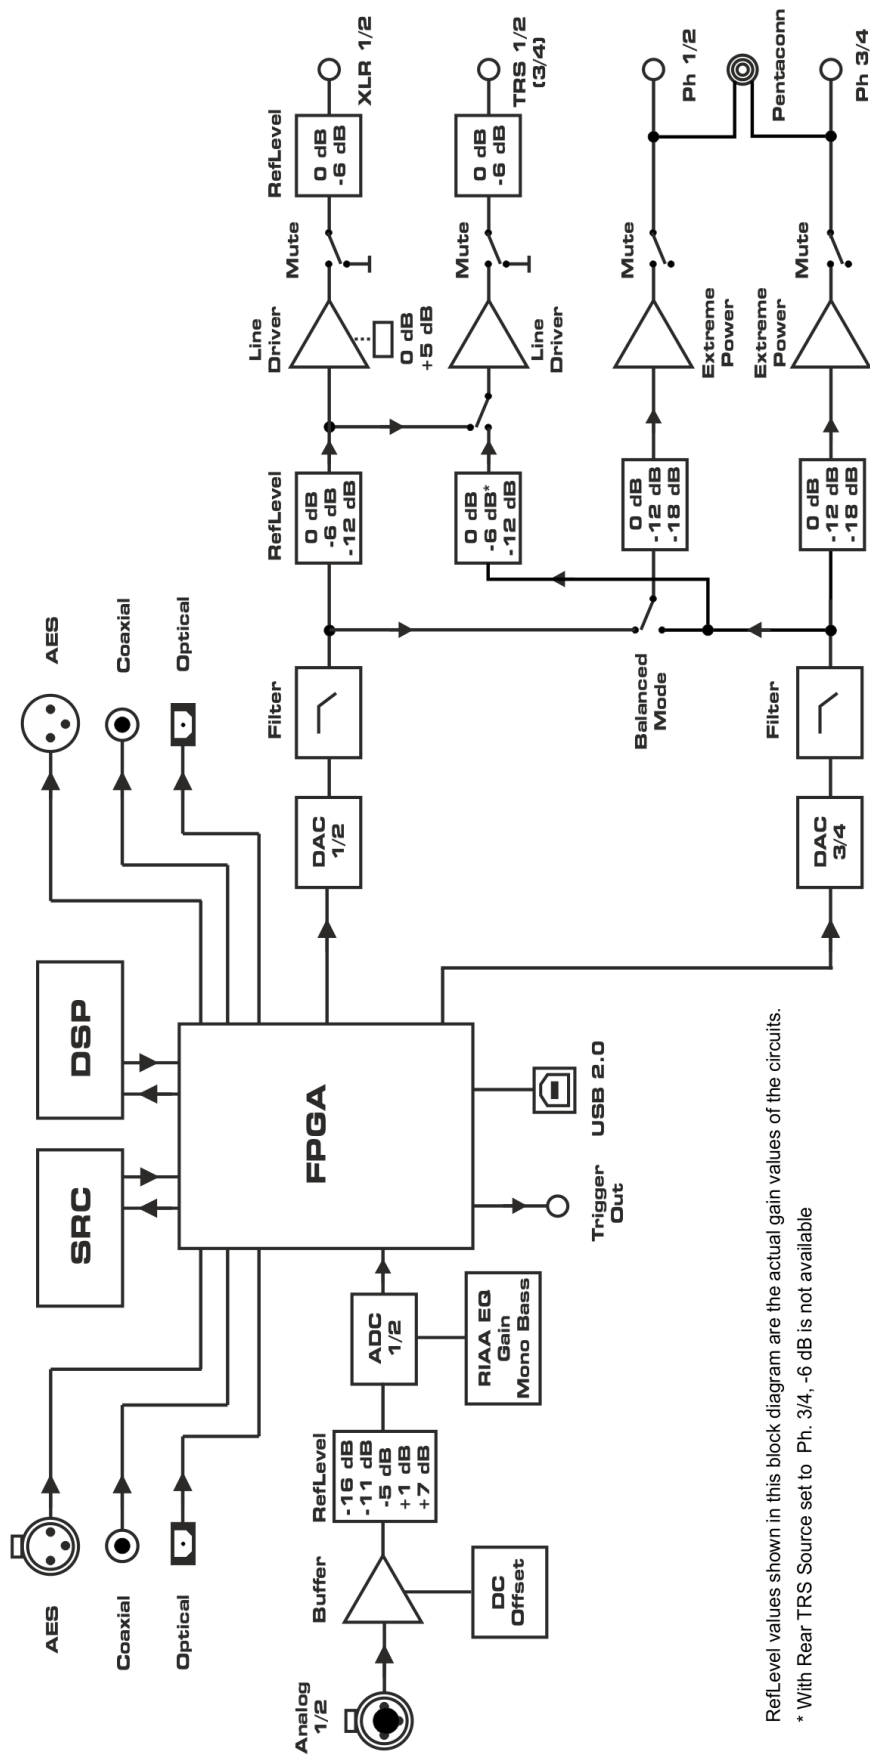 AES
Coaxial
Optical
Analog
1/2
Buffer
DC
Offset
RefLevel
-16 dB
-11 dB
-5 dB
+1 dB
+7 dB
ADC
1/2
RIAA EQ
Gain
Mono Bass
SRC
DSP
FPGA
Trigger
Out
USB 2.0
AES
Coaxial
Optical
DAC
1/2
Filter
RefLevel
0 dB
-6 dB
-12 dB
Line
Driver
0 dB
+5 dB
Mute
RefLevel
0 dB
-6 dB
XLR 1/2
0 dB
-6 dB*
-12 dB
Line
Driver
Mute
0 dB
-6 dB
TRS 1/2
(3/4)
Balanced
Mode
0 dB
-12 dB
-18 dB
Extreme
Power
Mute
Ph 1/2
Pentaconn
DAC
3/4
Filter
0 dB
-12 dB
-18 dB
Extreme
Power
Mute
Ph 3/4
RefLevel values shown in this block diagram are the actual gain values of the circuits.
* With Rear TRS Source set to Ph. 3/4, -6 dB is not available